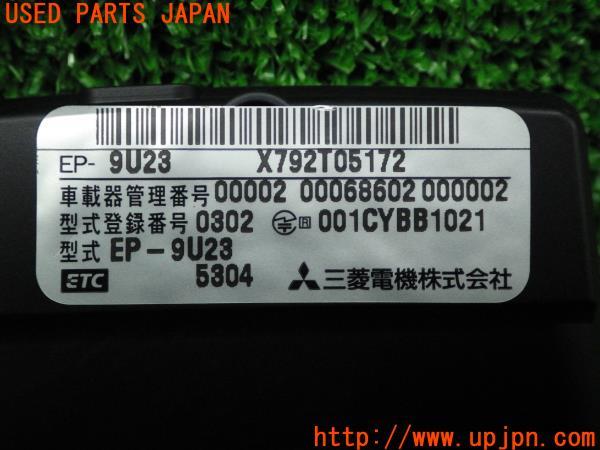 USED PARTS JAPAN
EP- 9U23 X792T05172
車載器管理番号 00002 00068602 000002
型式登録番号 0302 R 001CYBB1021
型式 EP-9U23
ETC 5304 三菱電機株式会社
http://www.upjpn.com/